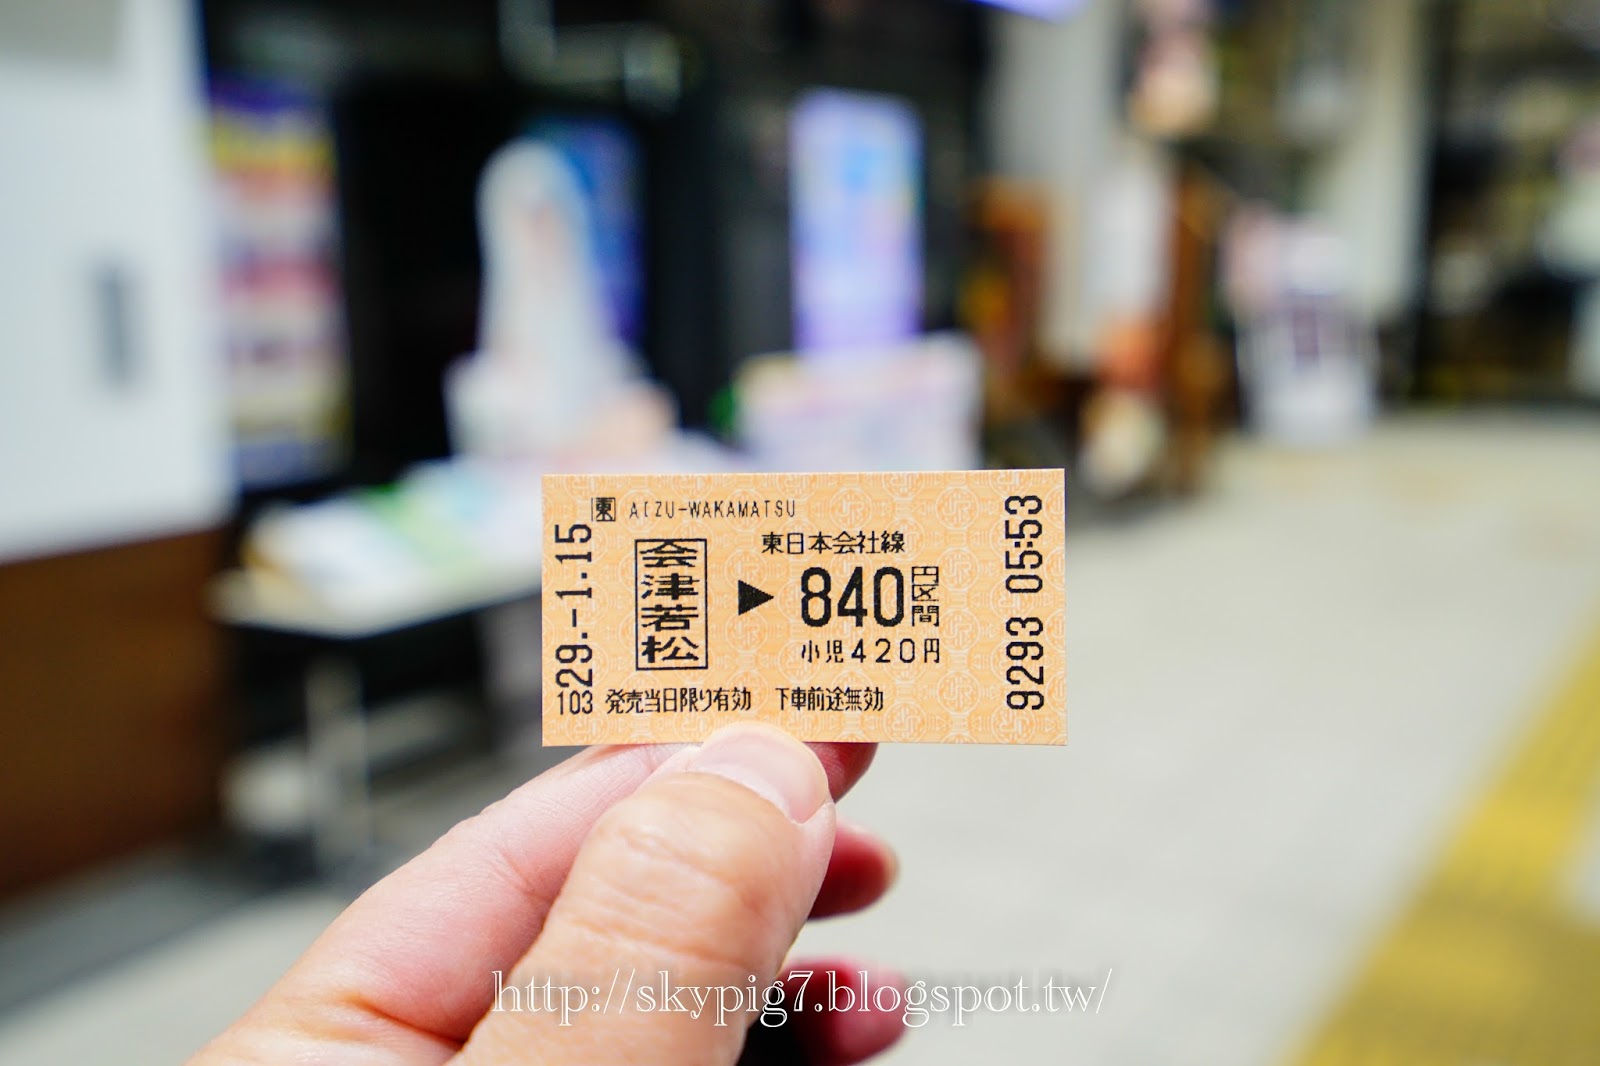 東 AIZU-WAKAMATSU
会津若松
▶
東日本会社線
840円区間
小児420円
29.-1.15
103 発売当日限り有効 下車前途無効
9293 05:53
http://skypig7.blogspot.tw/